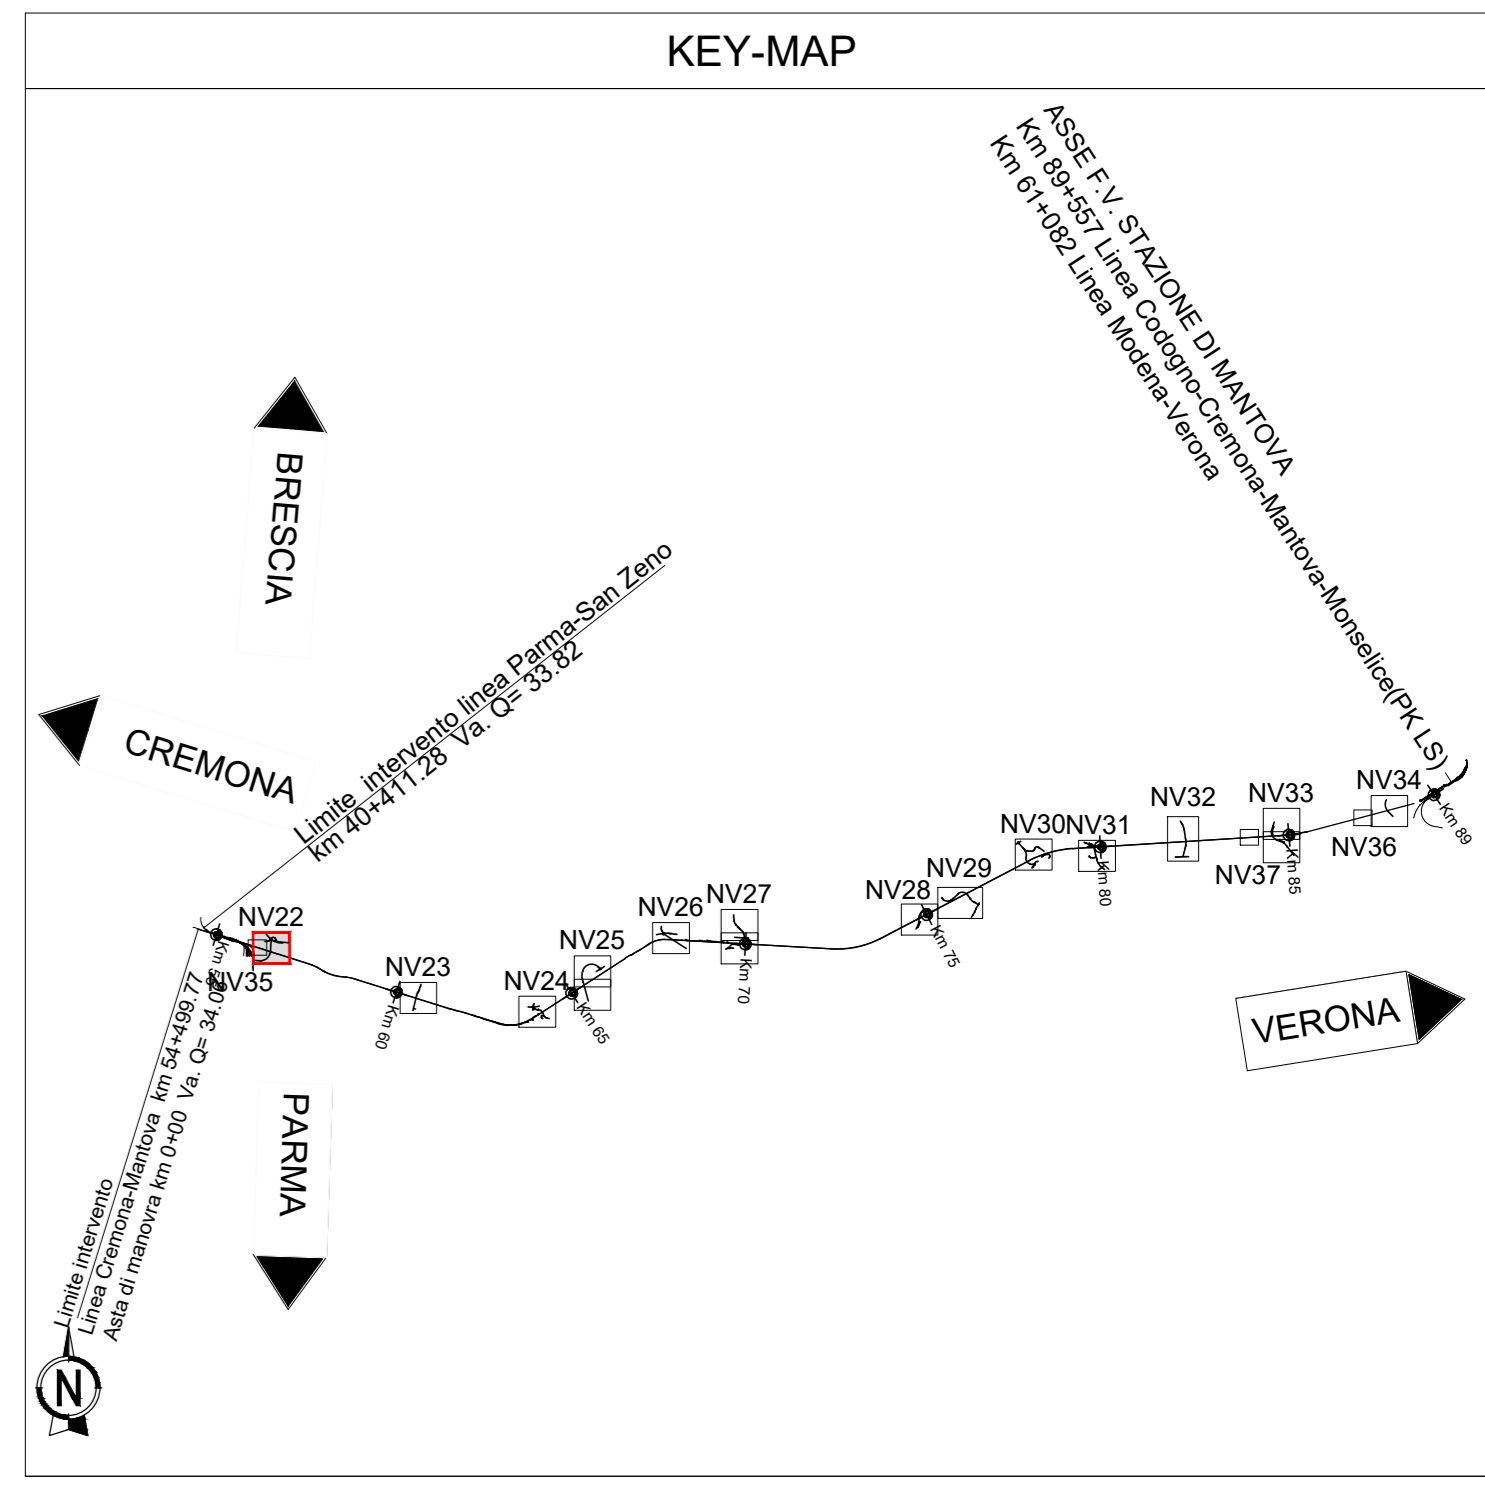 KEY-MAP
ASSE F.V. STAZIONE DI MANTOVA
Km 89+557 Linea Codogno-Cremona-Mantova-Monselice(PK LS)
Km 61+082 Linea Modena-Verona
BRESCIA
CREMONA
Limite intervento linea Parma-San Zeno
km 40+411.28 Va. Q= 33.82
NV22
NV35
NV23
Km 60
NV24
NV25
Km 65
NV26
NV27
Km 70
NV28
NV29
Km 75
NV30
NV31
Km 80
NV32
NV33
NV37
Km 85
NV36
NV34
Km 89
VERONA
PARMA
Limite intervento
Linea Cremona-Mantova km 54+499.77
Asta di manovra km 0+00 Va. Q= 34.0
N